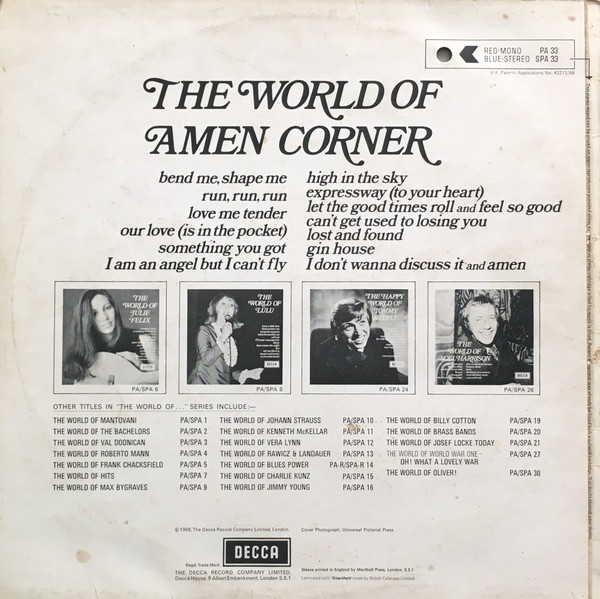 RED-MONO PA 33
BLUE-STEREO SPA 33
U.K. Patents Applications No. 43212/68
THE WORLD OF
AMEN CORNER
bend me, shape me
run, run, run
love me tender
our love (is in the pocket)
something you got
I am an angel but I can't fly
high in the sky
expressway (to your heart)
let the good times roll and feel so good
can't get used to losing you
lost and found
gin house
I don't wanna discuss it and amen
THE
WORLD OF
JULIE
FELIX
DECCA
PA/SPA 6
THE
WORLD OF
LULU
DECCA
PA/SPA 8
THE HAPPY
WORLD OF
TOMMY
DECCA
PA/SPA 24
THE
WORLD OF
NOEL HARRISON
DECCA
PA/SPA 26
OTHER TITLES IN "THE WORLD OF . . ." SERIES INCLUDE:—
THE WORLD OF MANTOVANI PA/SPA 1
THE WORLD OF THE BACHELORS PA/SPA 2
THE WORLD OF VAL DOONICAN PA/SPA 3
THE WORLD OF ROBERTO MANN PA/SPA 4
THE WORLD OF FRANK CHACKSFIELD PA/SPA 5
THE WORLD OF HITS PA/SPA 7
THE WORLD OF MAX BYGRAVES PA/SPA 9
THE WORLD OF JOHANN STRAUSS PA/SPA 10
THE WORLD OF KENNETH McKELLAR PA/SPA 11
THE WORLD OF VERA LYNN PA/SPA 12
THE WORLD OF RAWICZ & LANDAUER PA/SPA 13
THE WORLD OF BLUES POWER PA-R/SPA-R 14
THE WORLD OF CHARLIE KUNZ PA/SPA 15
THE WORLD OF JIMMY YOUNG PA/SPA 16
THE WORLD OF BILLY COTTON PA/SPA 19
THE WORLD OF BRASS BANDS PA/SPA 20
THE WORLD OF JOSEF LOCKE TODAY PA/SPA 21
THE WORLD OF WORLD WAR ONE—
OH! WHAT A LOVELY WAR PA/SPA 27
THE WORLD OF OLIVER! PA/SPA 30
© 1969, The Decca Record Company Limited, London.
Cover Photograph: Universal Pictorial Press
Regd. Trade Mark
DECCA
THE DECCA RECORD COMPANY LIMITED,
Decca House, 9 Albert Embankment, London S.E.1
Sleeve printed in England by MacNeill Press, London, S.E.1.
Laminated with 'Clarifoil' made by British Celanese Limited